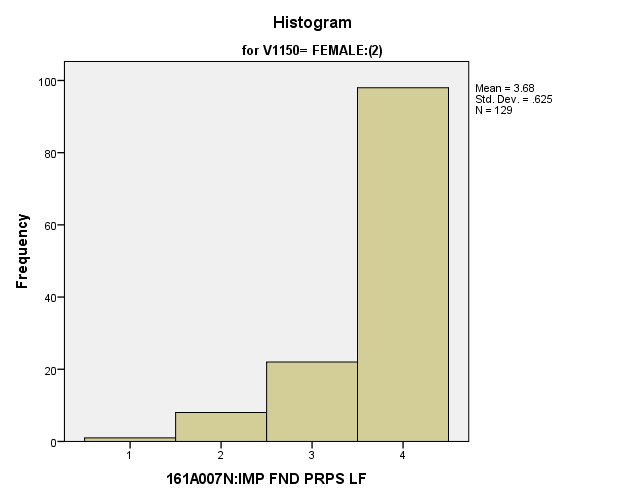 Histogram
for V1150= FEMALE:(2)
Mean = 3.68
Std. Dev. = .625
N = 129
Frequency
100
80
60
40
20
0
1 2 3 4
161A007N:IMP FND PRPS LF